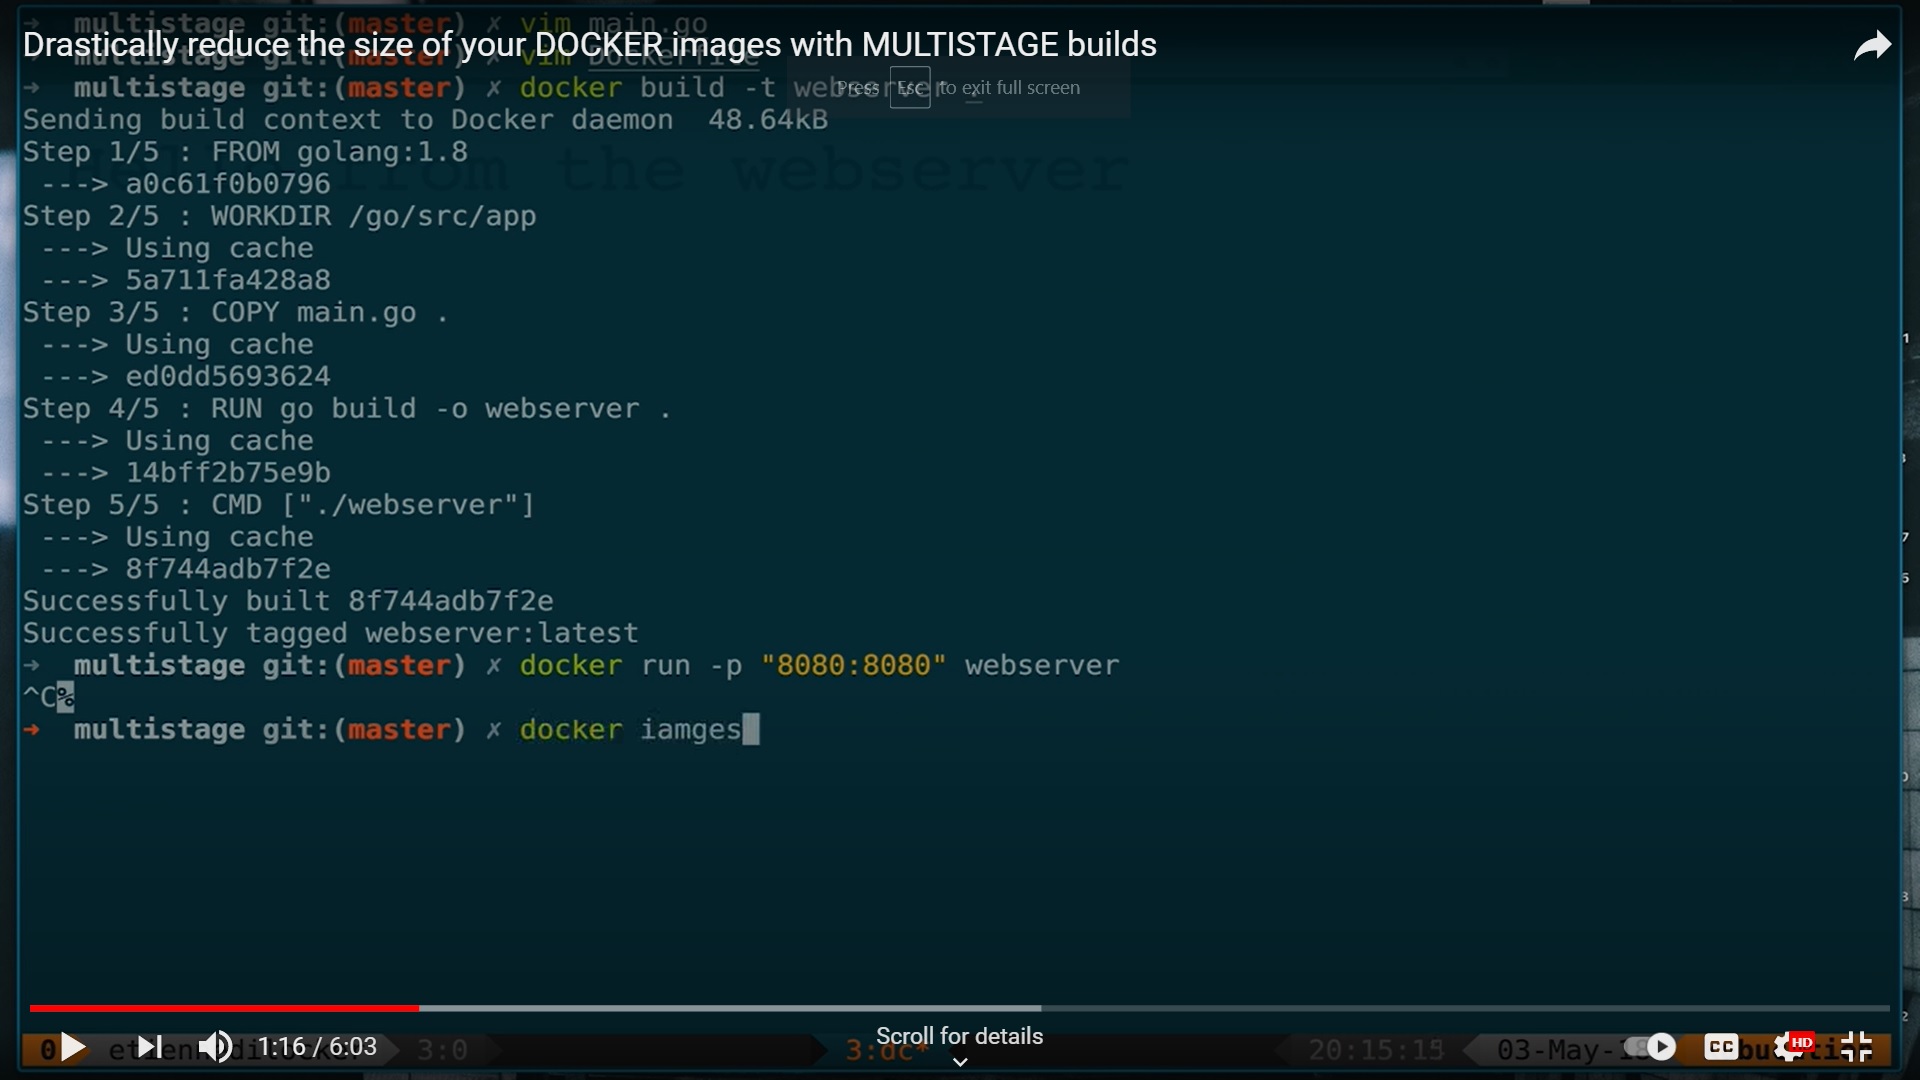 ➜ multistage git:(master) ✗ vim main.go
Drastically reduce the size of your DOCKER images with MULTISTAGE builds
➜ multistage git:(master) ✗ vim Dockerfile
➜ multistage git:(master) ✗ docker build -t webserver .
Press Esc to exit full screen
Sending build context to Docker daemon 48.64kB
Step 1/5 : FROM golang:1.8
from the webserver
---> a0c61f0b0796
Step 2/5 : WORKDIR /go/src/app
---> Using cache
---> 5a711fa428a8
Step 3/5 : COPY main.go .
---> Using cache
---> ed0dd5693624
Step 4/5 : RUN go build -o webserver .
---> Using cache
---> 14bff2b75e9b
Step 5/5 : CMD ["./webserver"]
---> Using cache
---> 8f744adb7f2e
Successfully built 8f744adb7f2e
Successfully tagged webserver:latest
➜ multistage git:(master) ✗ docker run -p "8080:8080" webserver
^C%
➜ multistage git:(master) ✗ docker iamges
Scroll for details
1:16 / 6:03
3:0
3:dc*
20:15:15
03-May-
CC
HD